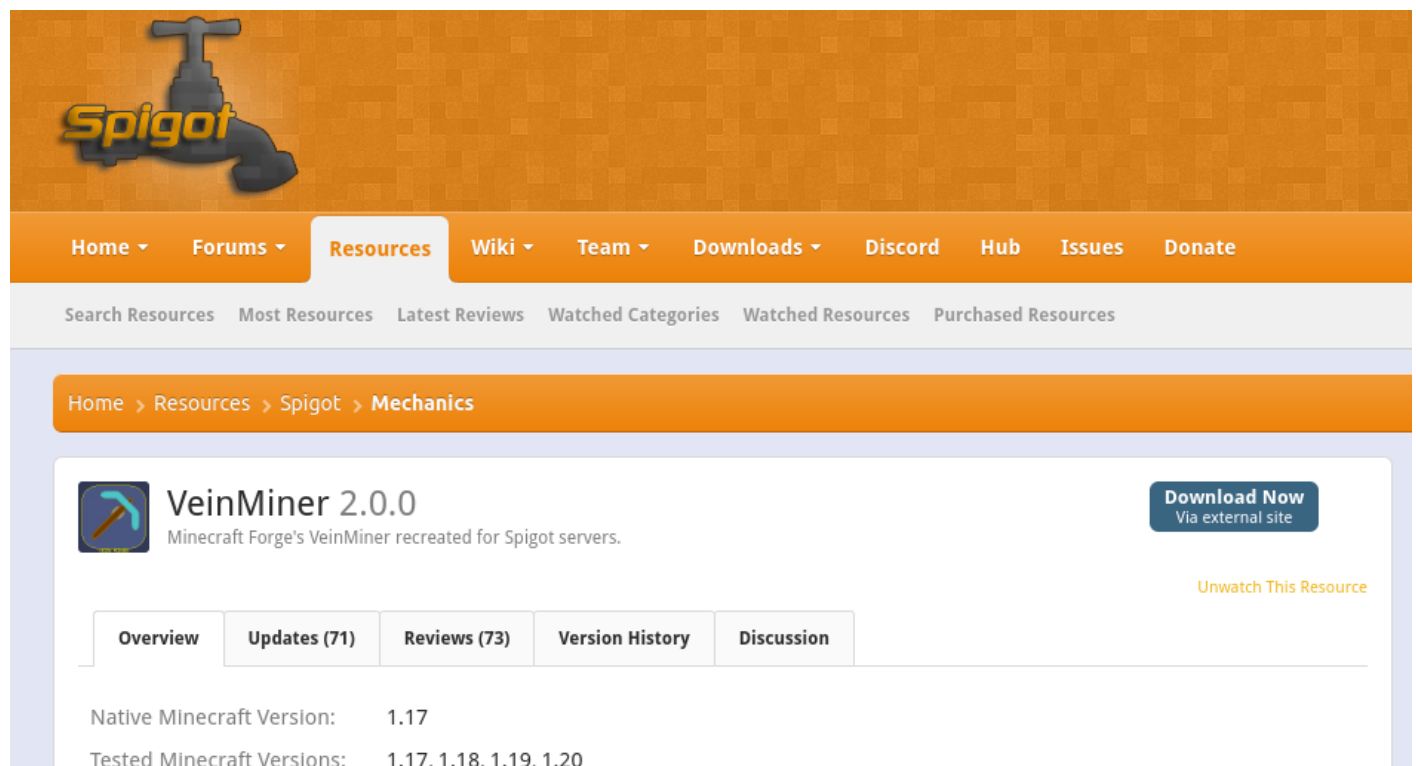 Spigot
Home Forums Resources Wiki Team Downloads Discord Hub Issues Donate
Search Resources Most Resources Latest Reviews Watched Categories Watched Resources Purchased Resources
Home > Resources > Spigot > Mechanics
VeinMiner 2.0.0
Minecraft Forge's VeinMiner recreated for Spigot servers.
Download Now
Via external site
Unwatch This Resource
Overview Updates (71) Reviews (73) Version History Discussion
Native Minecraft Version: 1.17
Tested Minecraft Versions: 1.17, 1.18, 1.19, 1.20